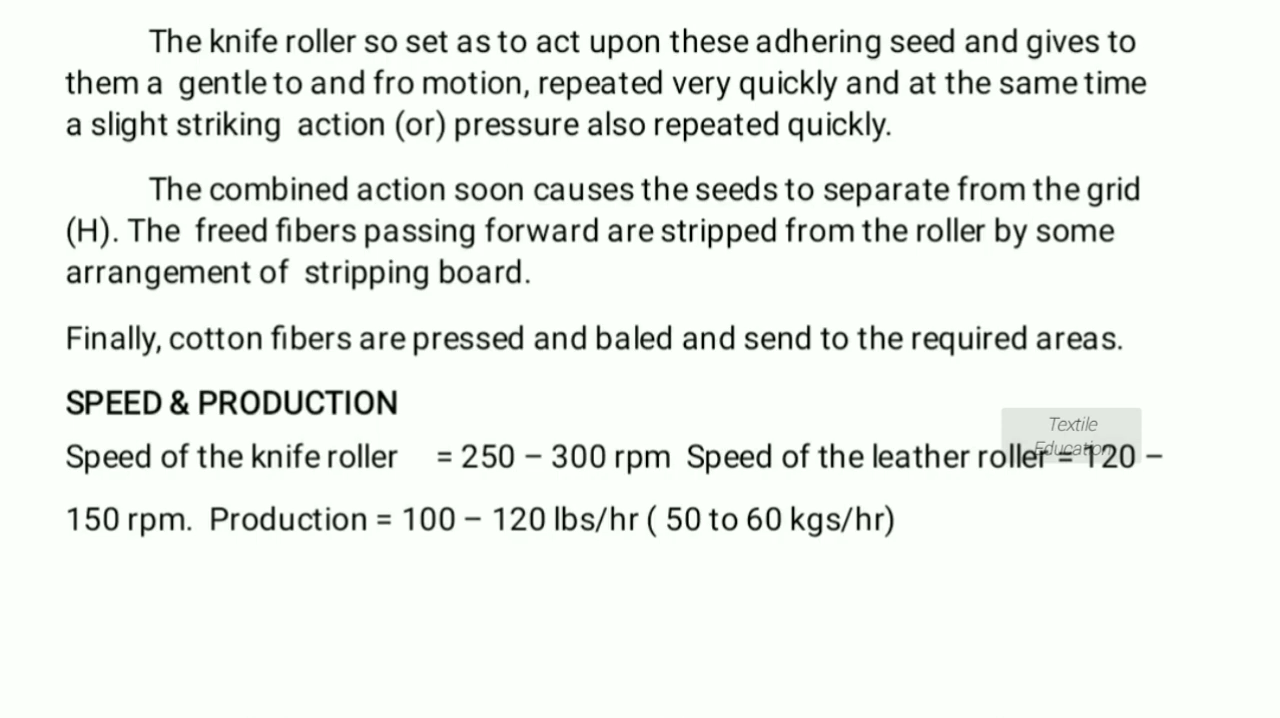 The knife roller so set as to act upon these adhering seed and gives to
them a gentle to and fro motion, repeated very quickly and at the same time
a slight striking action (or) pressure also repeated quickly.
The combined action soon causes the seeds to separate from the grid
(H). The freed fibers passing forward are stripped from the roller by some
arrangement of stripping board.
Finally, cotton fibers are pressed and baled and send to the required areas.
SPEED & PRODUCTION
Textile
Education
Speed of the knife roller = 250 – 300 rpm Speed of the leather roller = 120 –
150 rpm. Production = 100 – 120 lbs/hr ( 50 to 60 kgs/hr)